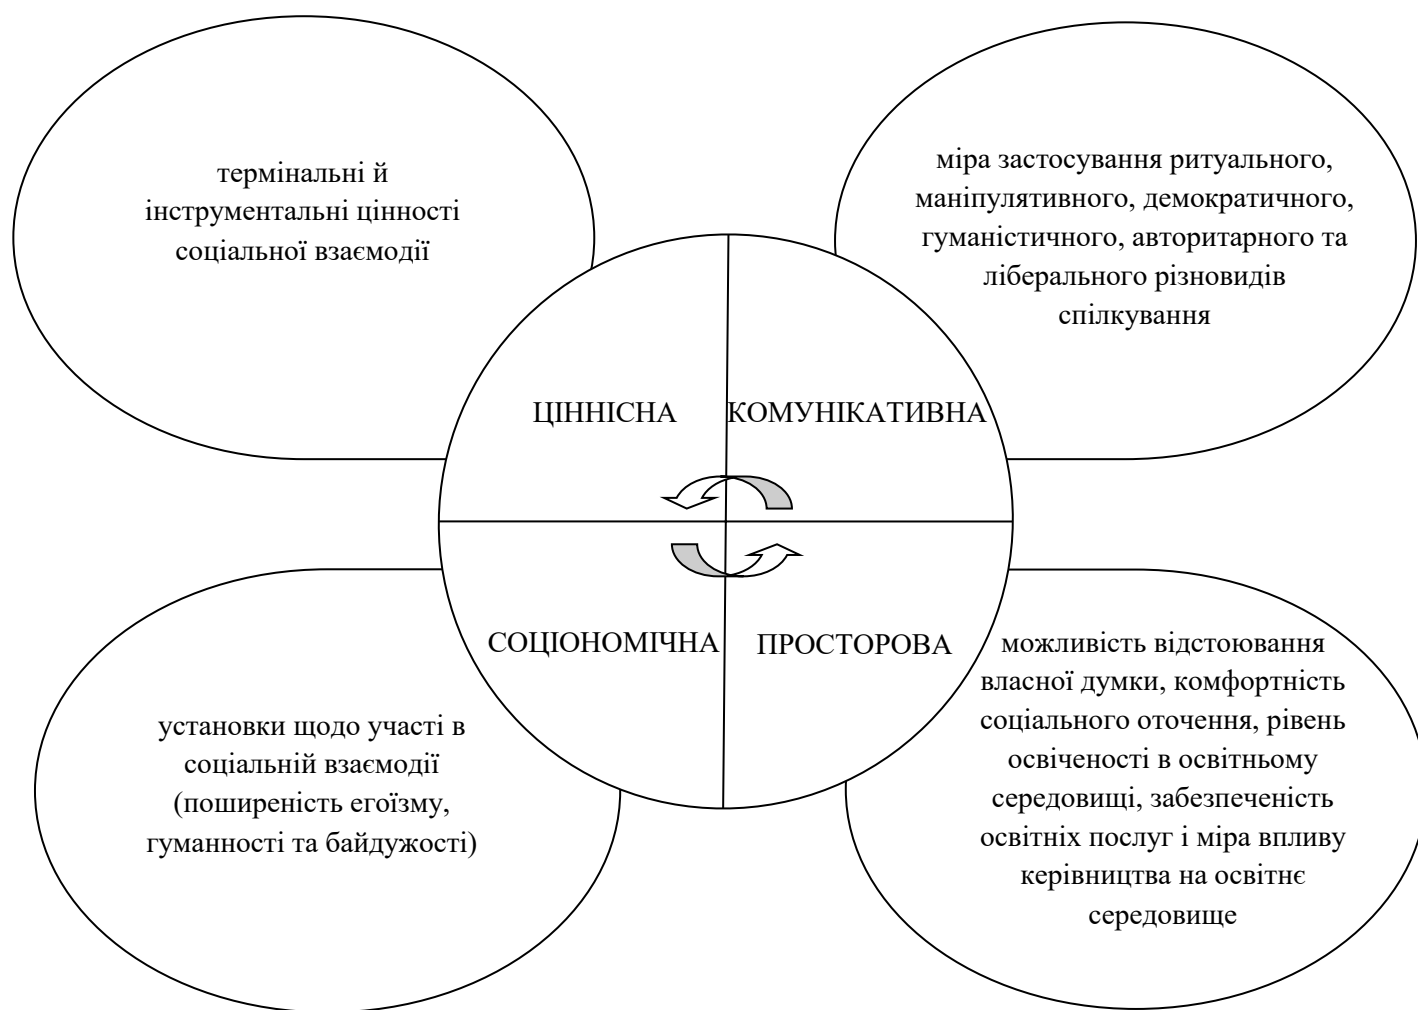 термінальні й
інструментальні цінності
соціальної взаємодії
міра застосування ритуального,
маніпулятивного, демократичного,
гуманістичного, авторитарного та
ліберального різновидів
спілкування
ЦІННІСНА
КОМУНІКАТИВНА
СОЦІОНОМІЧНА
ПРОСТОРОВА
установки щодо участі в
соціальній взаємодії
(поширеність егоїзму,
гуманності та байдужості)
можливість відстоювання
власної думки, комфортність
соціального оточення, рівень
освіченості в освітньому
середовищі, забезпеченість
освітніх послуг і міра впливу
керівництва на освітнє
середовище